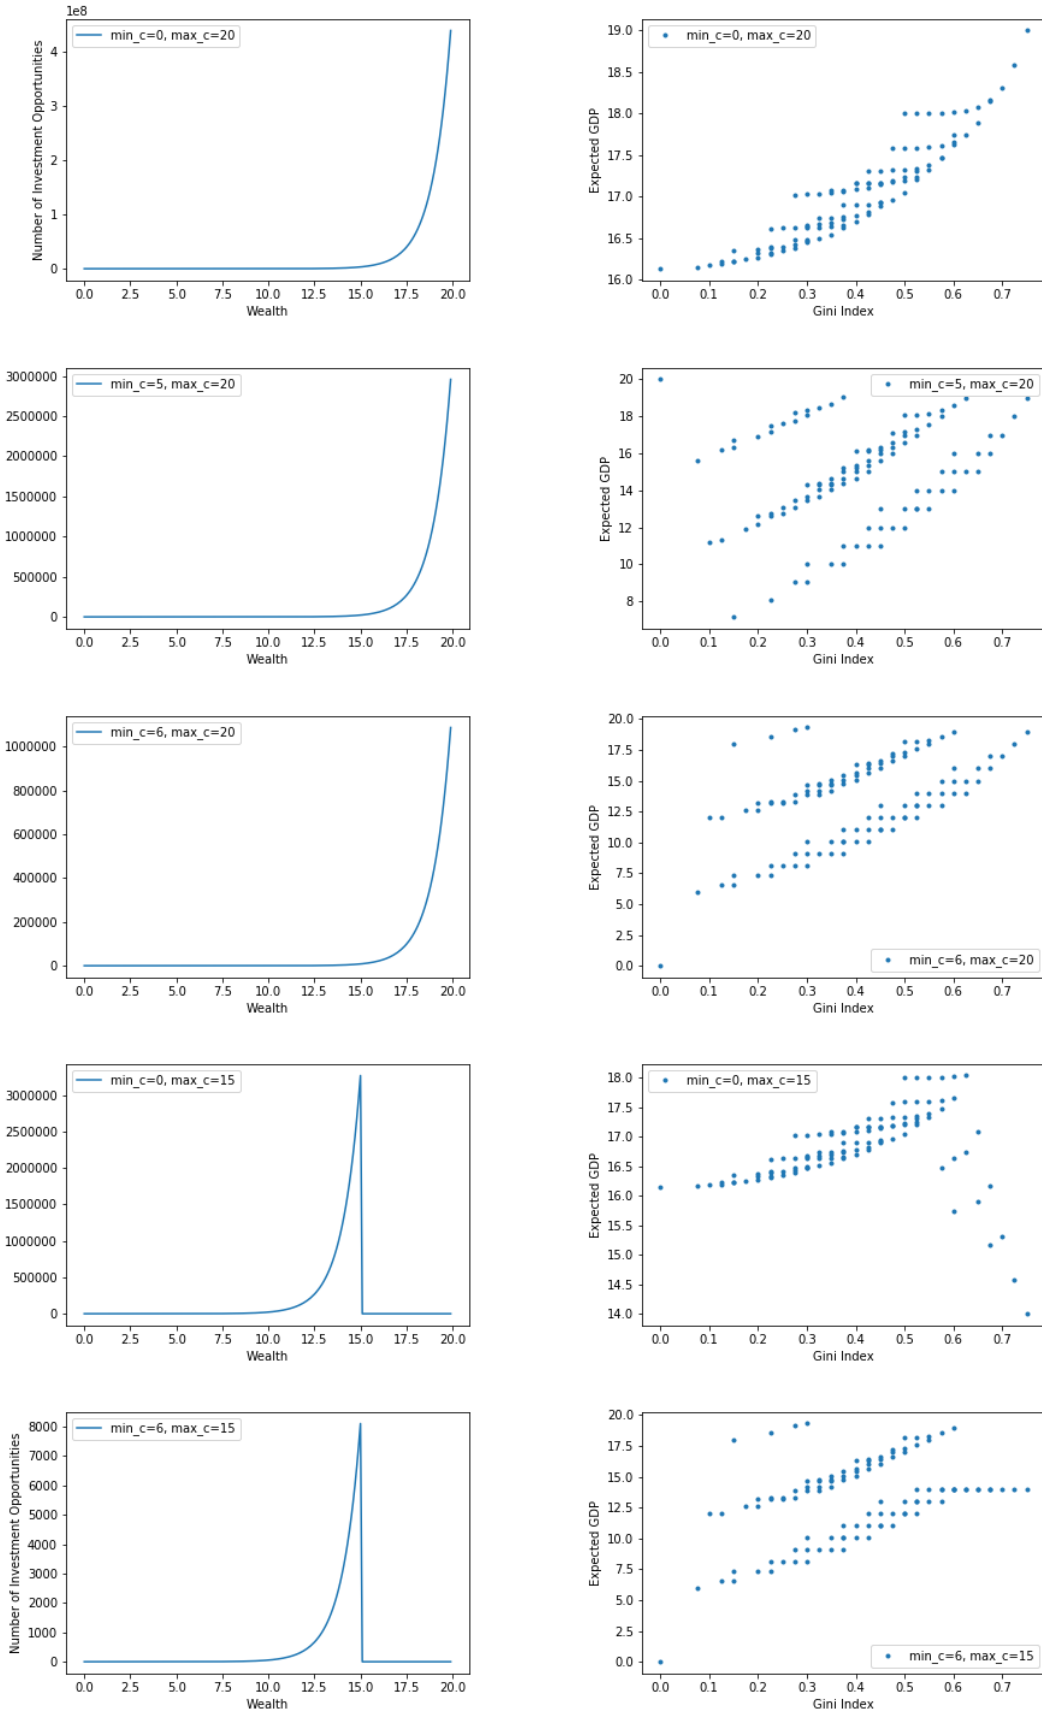 1e8
min_c=0, max_c=20
Number of Investment Opportunities
4
3
2
1
0
0.0 2.5 5.0 7.5 10.0 12.5 15.0 17.5 20.0
Wealth
min_c=0, max_c=20
Expected GDP
19.0
18.5
18.0
17.5
17.0
16.5
16.0
0.0 0.1 0.2 0.3 0.4 0.5 0.6 0.7
Gini Index
min_c=5, max_c=20
3000000
2500000
2000000
1500000
1000000
500000
0
0.0 2.5 5.0 7.5 10.0 12.5 15.0 17.5 20.0
Wealth
min_c=5, max_c=20
Expected GDP
20
18
16
14
12
10
8
0.0 0.1 0.2 0.3 0.4 0.5 0.6 0.7
Gini Index
min_c=6, max_c=20
1000000
800000
600000
400000
200000
0
0.0 2.5 5.0 7.5 10.0 12.5 15.0 17.5 20.0
Wealth
Expected GDP
20.0
17.5
15.0
12.5
10.0
7.5
5.0
2.5
0.0
min_c=6, max_c=20
0.0 0.1 0.2 0.3 0.4 0.5 0.6 0.7
Gini Index
min_c=0, max_c=15
3000000
2500000
2000000
1500000
1000000
500000
0
0.0 2.5 5.0 7.5 10.0 12.5 15.0 17.5 20.0
Wealth
min_c=0, max_c=15
Expected GDP
18.0
17.5
17.0
16.5
16.0
15.5
15.0
14.5
14.0
0.0 0.1 0.2 0.3 0.4 0.5 0.6 0.7
Gini Index
min_c=6, max_c=15
Number of Investment Opportunities
8000
7000
6000
5000
4000
3000
2000
1000
0
0.0 2.5 5.0 7.5 10.0 12.5 15.0 17.5 20.0
Wealth
Expected GDP
20.0
17.5
15.0
12.5
10.0
7.5
5.0
2.5
0.0
min_c=6, max_c=15
0.0 0.1 0.2 0.3 0.4 0.5 0.6 0.7
Gini Index